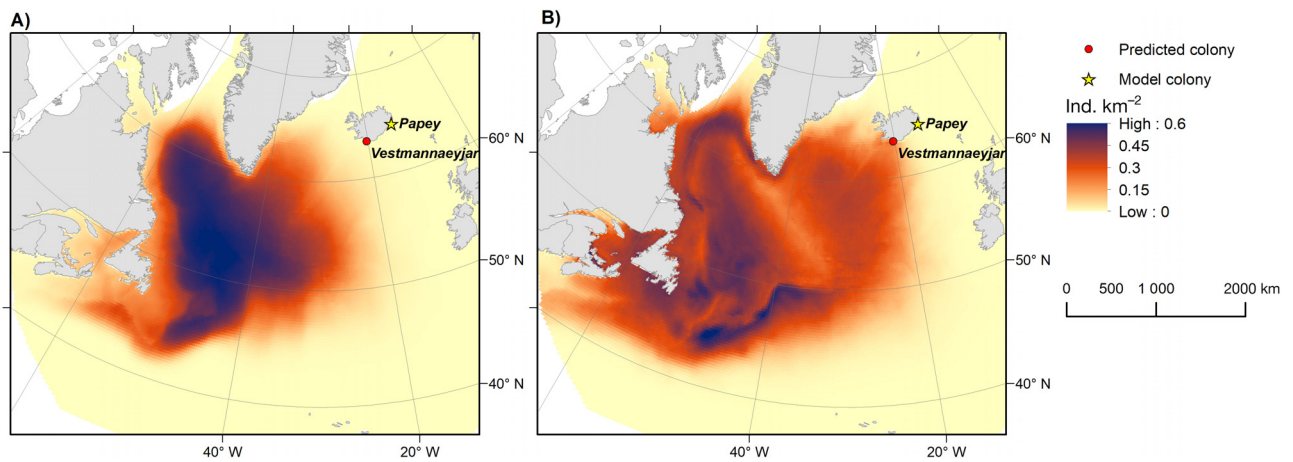 A)
B)
Papey
Vestmannaeyjar
60° N
50° N
40° N
40° W
20° W
Papey
Vestmannaeyjar
60° N
50° N
40° N
40° W
20° W
Predicted colony
Model colony
Ind. km⁻²
High : 0.6
0.45
0.3
0.15
Low : 0
0 500 1 000 2000 km